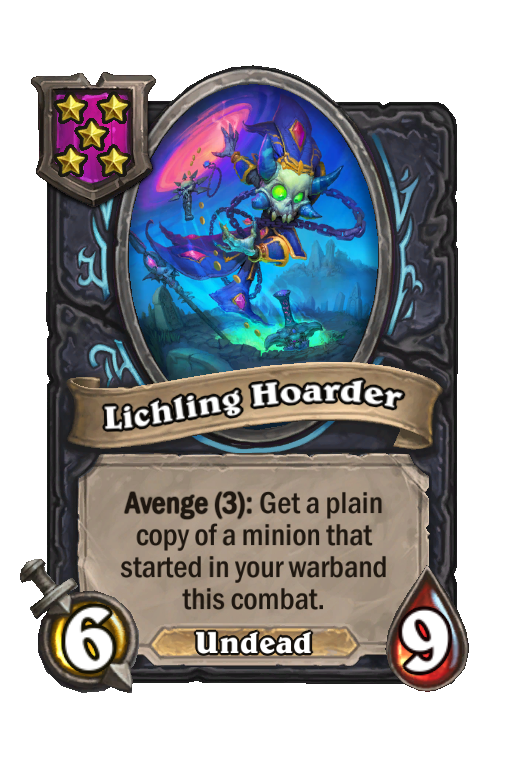 Lichling Hoarder
Avenge (3): Get a plain
copy of a minion that
started in your warband
this combat.
6
Undead
9